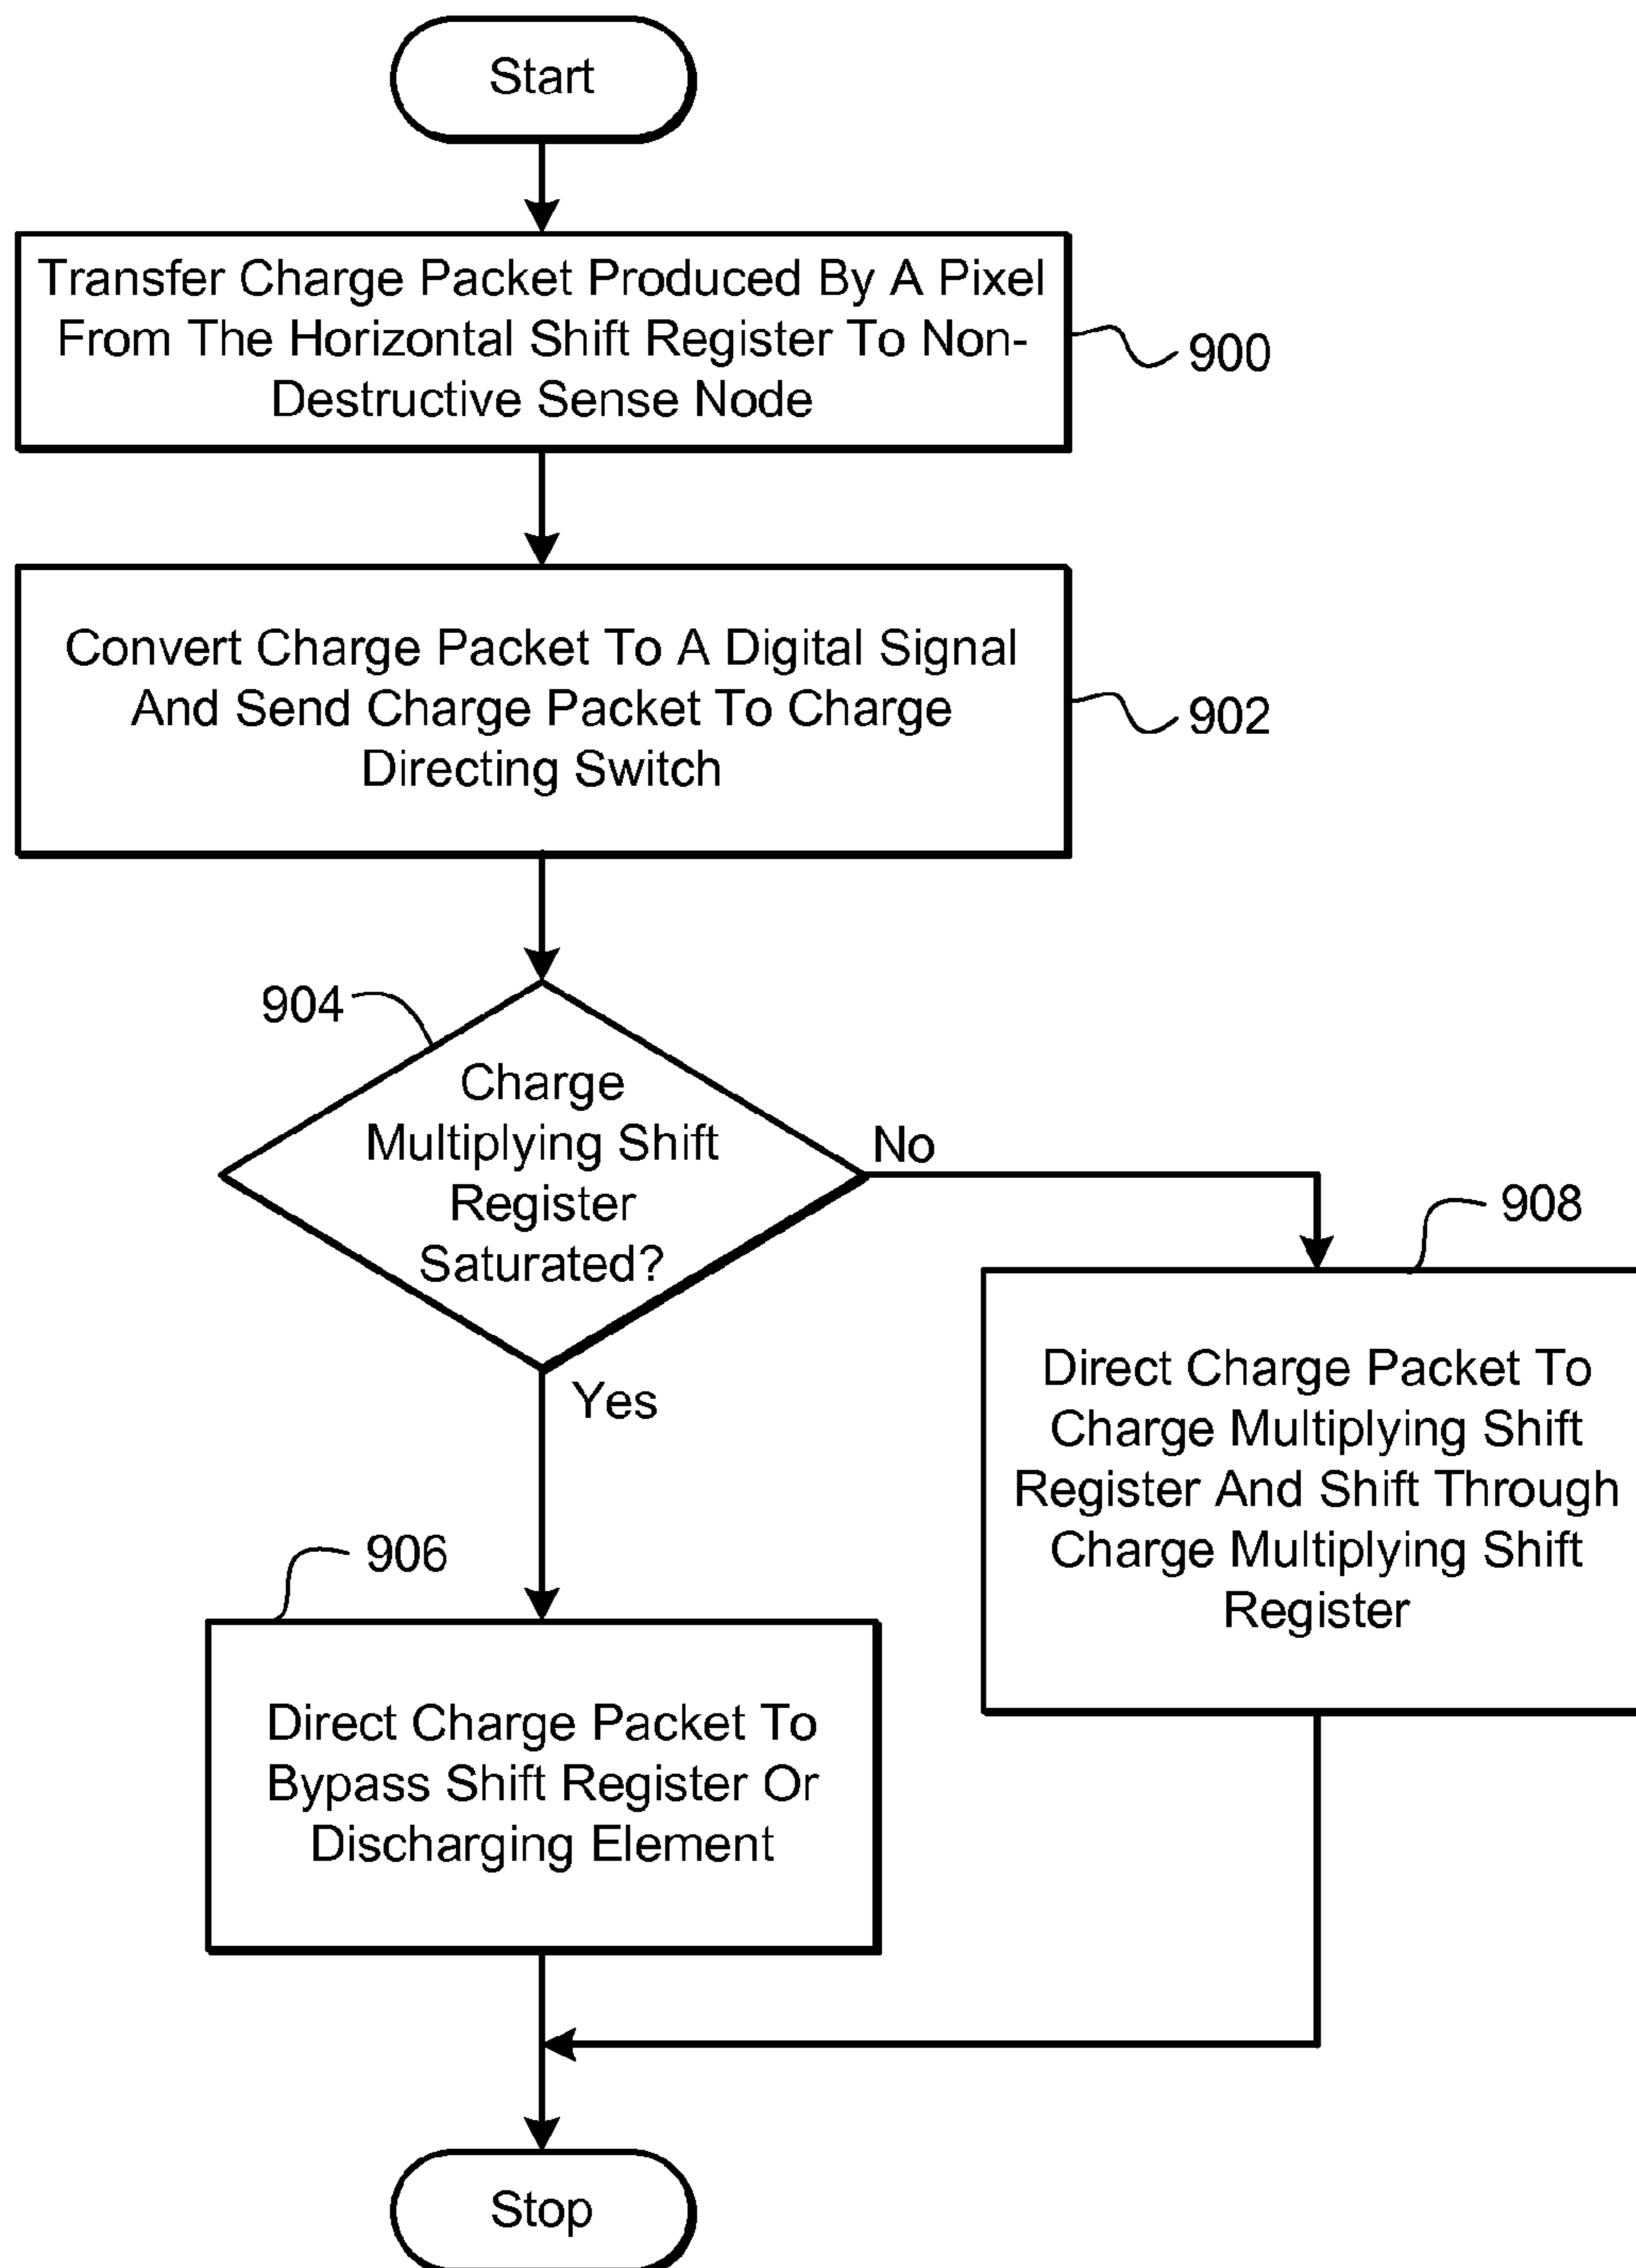 Start
Transfer Charge Packet Produced By A Pixel
From The Horizontal Shift Register To Non-
Destructive Sense Node
900
Convert Charge Packet To A Digital Signal
And Send Charge Packet To Charge
Directing Switch
902
904
Charge
Multiplying Shift
Register
Saturated?
No
Yes
908
Direct Charge Packet To
Charge Multiplying Shift
Register And Shift Through
Charge Multiplying Shift
Register
906
Direct Charge Packet To
Bypass Shift Register Or
Discharging Element
Stop